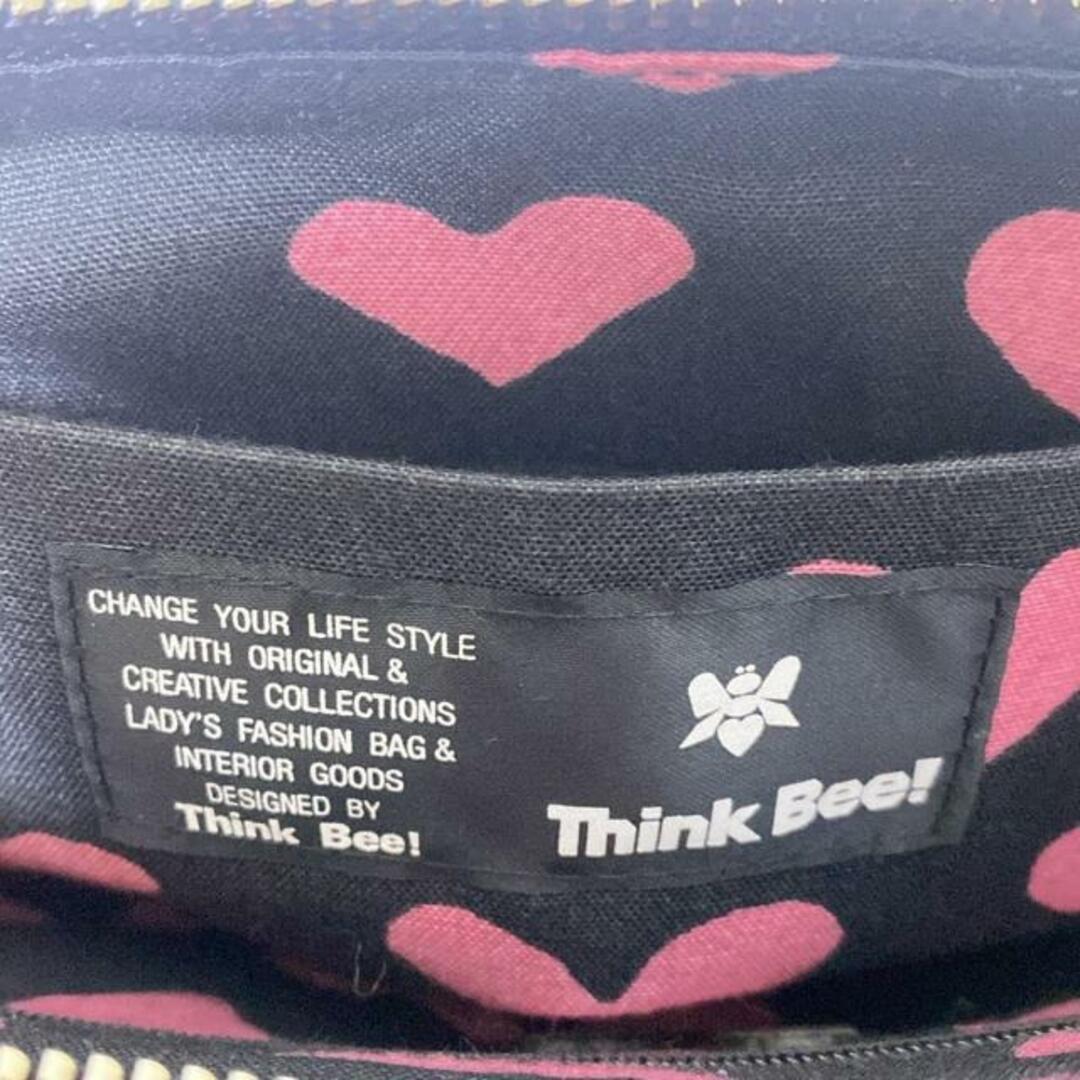 CHANGE YOUR LIFE STYLE
WITH ORIGINAL &
CREATIVE COLLECTIONS
LADY'S FASHION BAG &
INTERIOR GOODS
DESIGNED BY
Think Bee!
Think Bee!